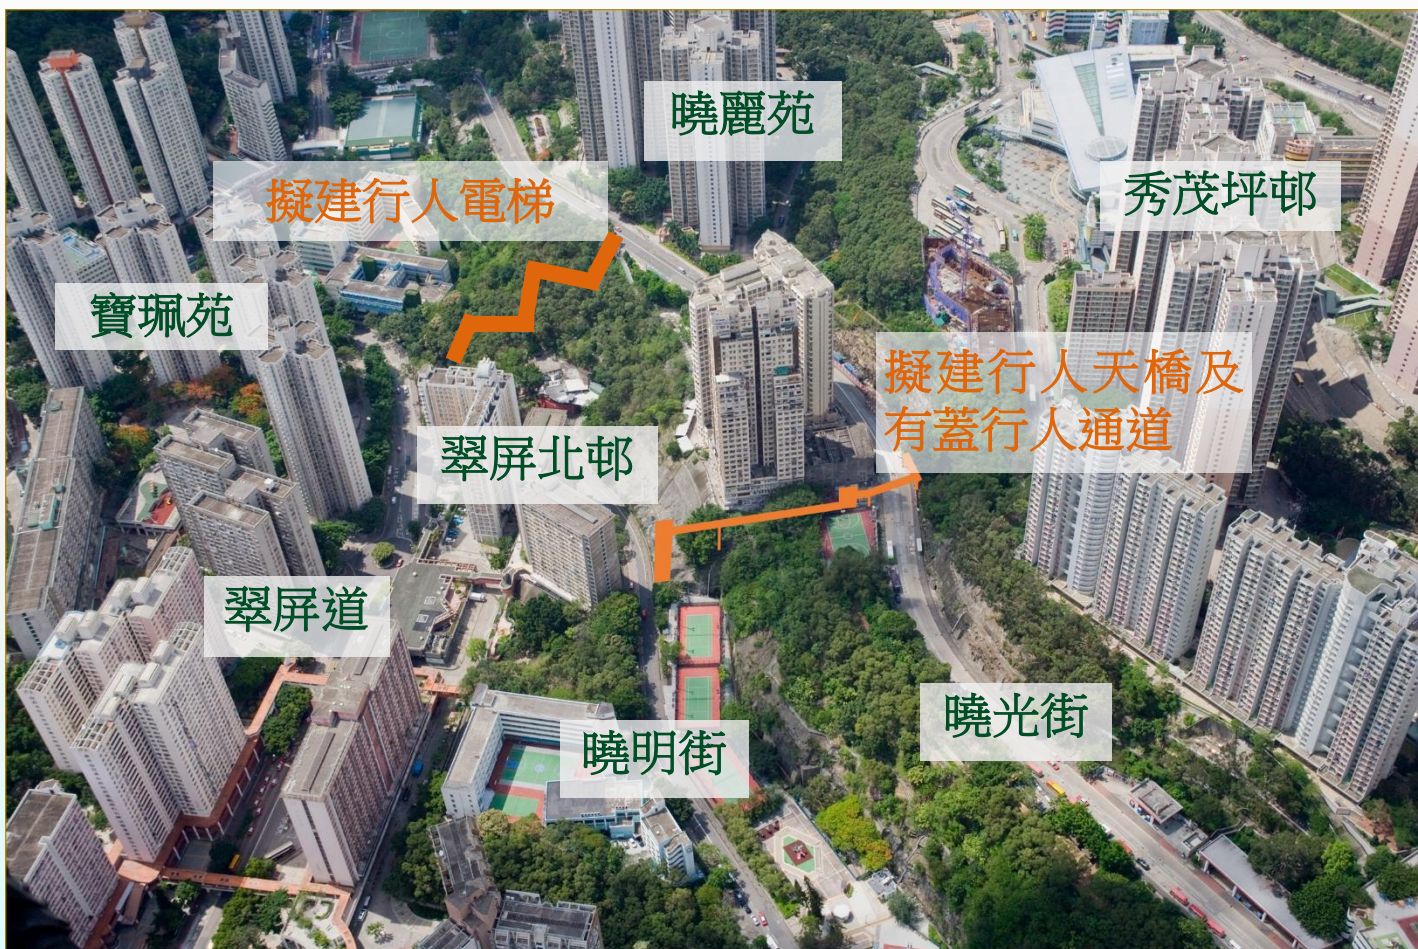 曉麗苑
擬建行人電梯
秀茂坪邨
寶珮苑
擬建行人天橋及
有蓋行人通道
翠屏北邨
翠屏道
曉光街
曉明街